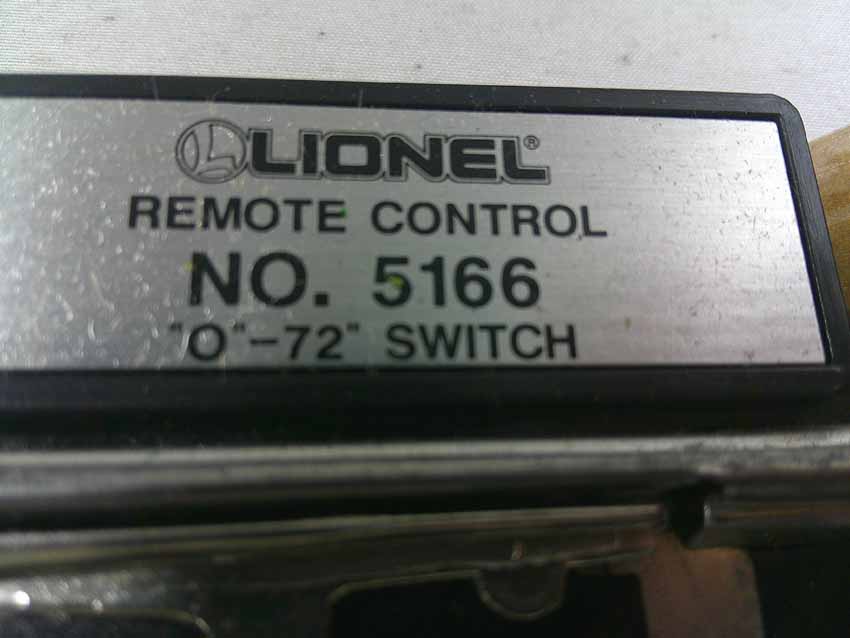 LIONEL®
REMOTE CONTROL
NO. 5166
"O"-72" SWITCH